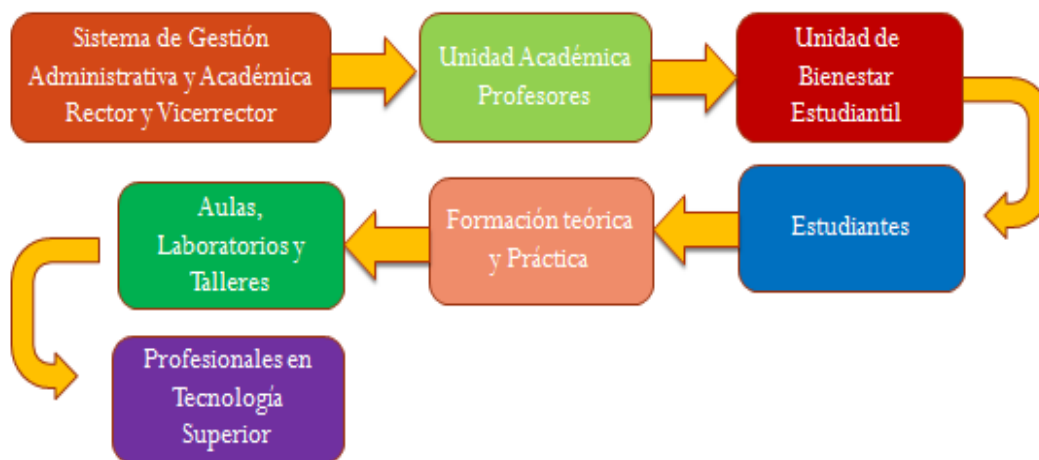 Sistema de Gestión
Administrativa y Académica
Rector y Vicerrector
Unidad Académica
Profesores
Unidad de
Bienestar
Estudiantil
Estudiantes
Formación teórica
y Práctica
Aulas,
Laboratorios y
Talleres
Profesionales en
Tecnología
Superior